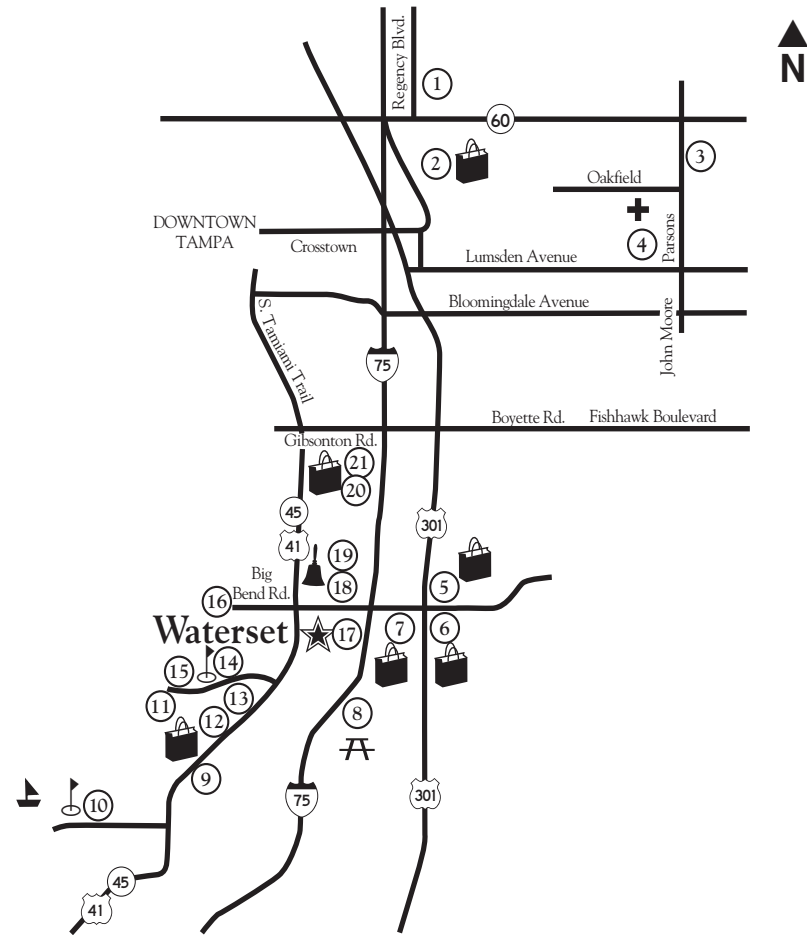 Regency Blvd.
1
N
60
2
3
Oakfield
DOWNTOWN
TAMPA
Crosstown
4
Parsons
Lumsden Avenue
Bloomingdale Avenue
S. Tamiami Trail
John Moore
75
Boyette Rd.
Fishhawk Boulevard
Gibsonton Rd.
21
20
45
301
41
19
18
5
Big
Bend Rd.
16
Waterset
17
7
6
14
15
13
11
12
8
9
10
75
301
45
41